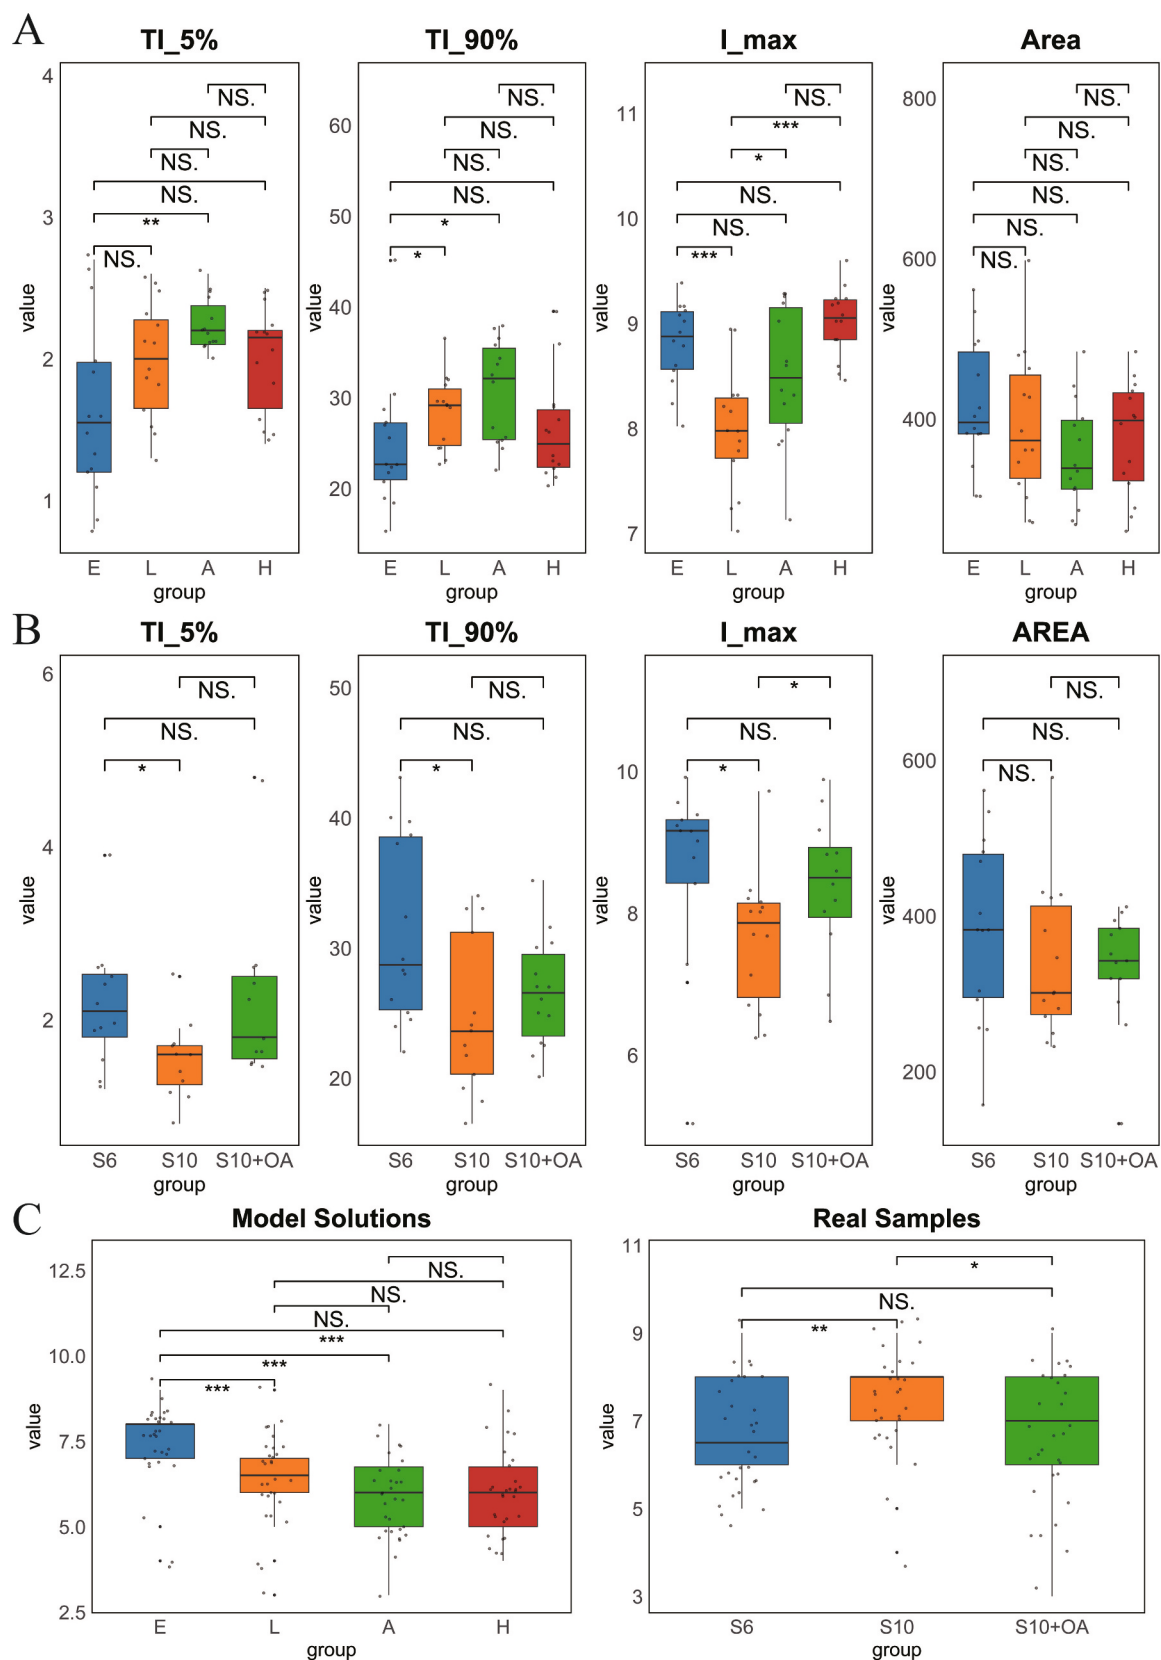 A
TI_5% TI_90% I_max Area
4
3
2
1
value
NS.
NS.
NS.
NS.
**
NS.
E L A H
group
60
50
40
30
20
value
NS.
NS.
NS.
NS.
*
*
E L A H
group
11
10
9
8
7
value
NS.
***
*
NS.
NS.
***
E L A H
group
800
600
400
value
NS.
NS.
NS.
NS.
NS.
NS.
E L A H
group
B
TI_5% TI_90% I_max AREA
6
4
2
value
NS.
NS.
*
S6 S10 S10+OA
group
50
40
30
20
value
NS.
NS.
*
S6 S10 S10+OA
group
10
8
6
value
*
NS.
*
S6 S10 S10+OA
group
600
400
200
value
NS.
NS.
NS.
S6 S10 S10+OA
group
C
Model Solutions Real Samples
12.5
10.0
7.5
5.0
2.5
value
NS.
NS.
NS.
***
***
***
E L A H
group
11
9
7
5
3
value
*
NS.
**
S6 S10 S10+OA
group